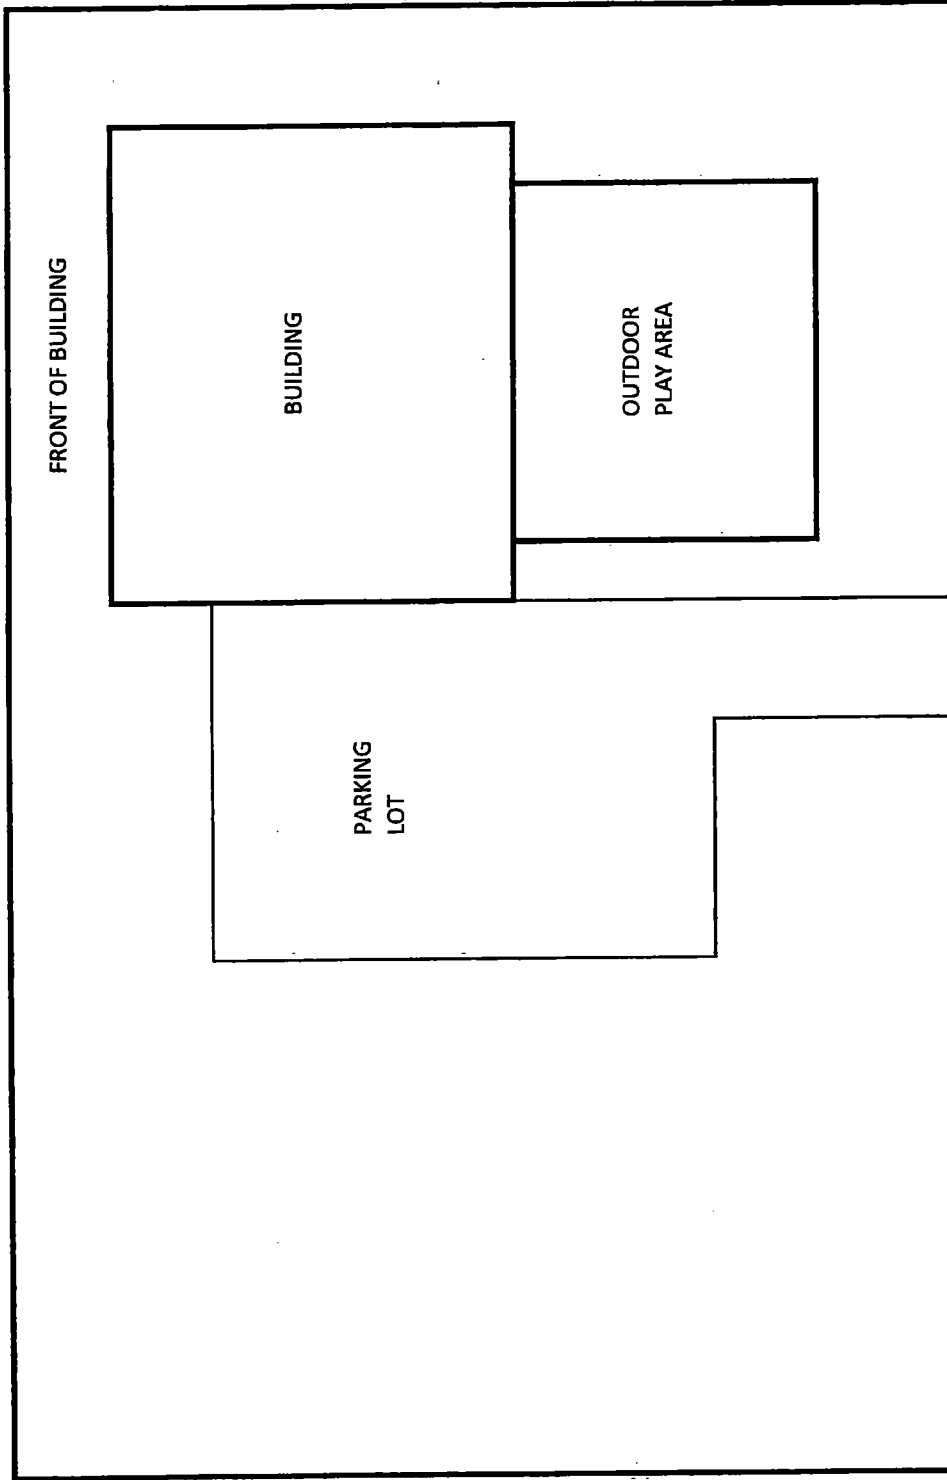 FRONT OF BUILDING
BUILDING
OUTDOOR
PLAY AREA
PARKING
LOT